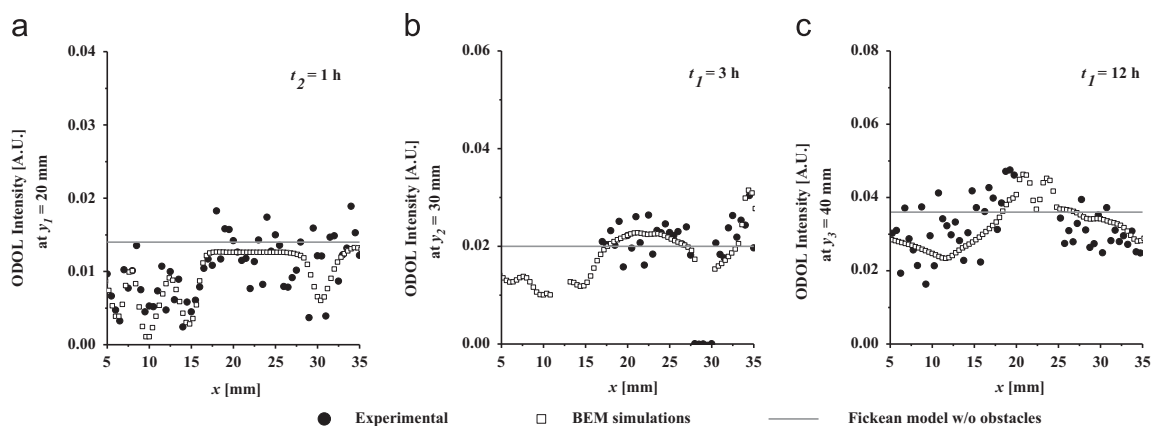 a
b
c
0.04
0.03
0.02
0.01
0.00
ODOL Intensity [A.U.]
at y1 = 20 mm
t2 = 1 h
5 10 15 20 25 30 35
x [mm]
0.06
0.04
0.02
0.00
ODOL Intensity [A.U.]
at y2 = 30 mm
t1 = 3 h
5 10 15 20 25 30 35
x [mm]
0.08
0.06
0.04
0.02
0.00
ODOL Intensity [A.U.]
at y3 = 40 mm
t1 = 12 h
5 10 15 20 25 30 35
x [mm]
Experimental BEM simulations Fickean model w/o obstacles